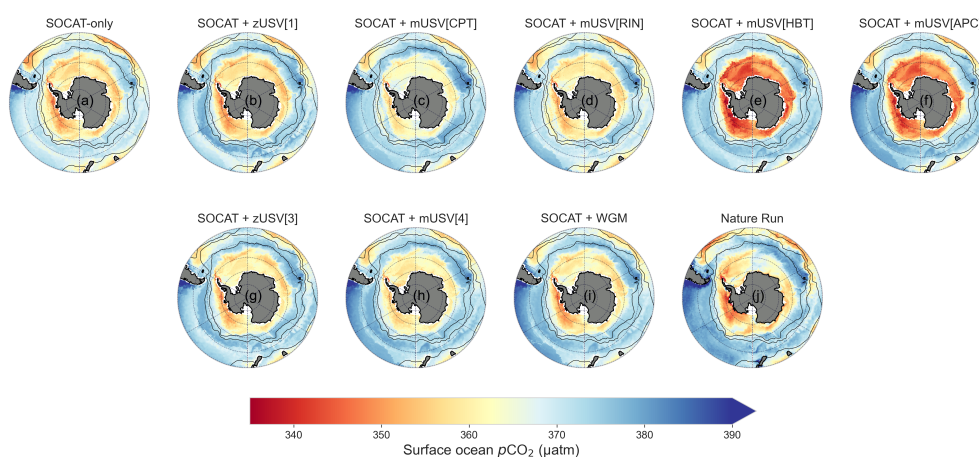 SOCAT-only
SOCAT + zUSV[1]
SOCAT + mUSV[CPT]
SOCAT + mUSV[RIN]
SOCAT + mUSV[HBT]
SOCAT + mUSV[APC
(a)
(b)
(c)
(d)
(e)
(f)
SOCAT + zUSV[3]
SOCAT + mUSV[4]
SOCAT + WGM
Nature Run
(g)
(h)
(i)
(j)
340
350
360
370
380
390
Surface ocean pCO₂ (µatm)